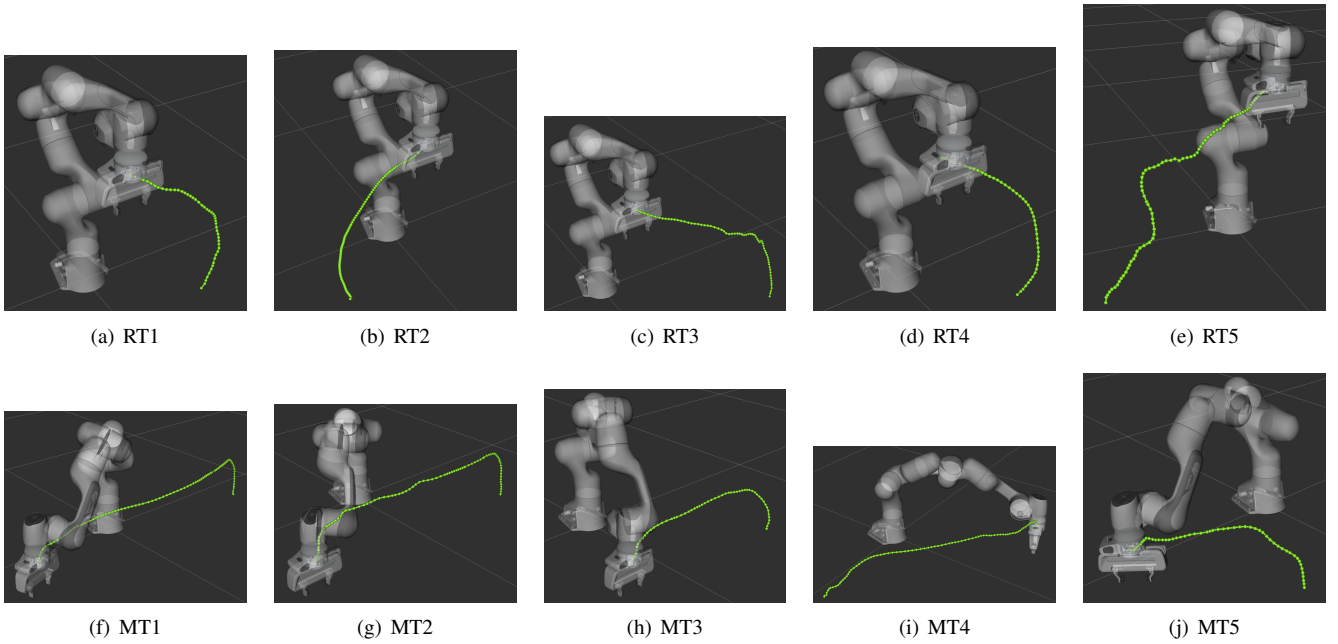 (a) RT1
(b) RT2
(c) RT3
(d) RT4
(e) RT5
(f) MT1
(g) MT2
(h) MT3
(i) MT4
(j) MT5